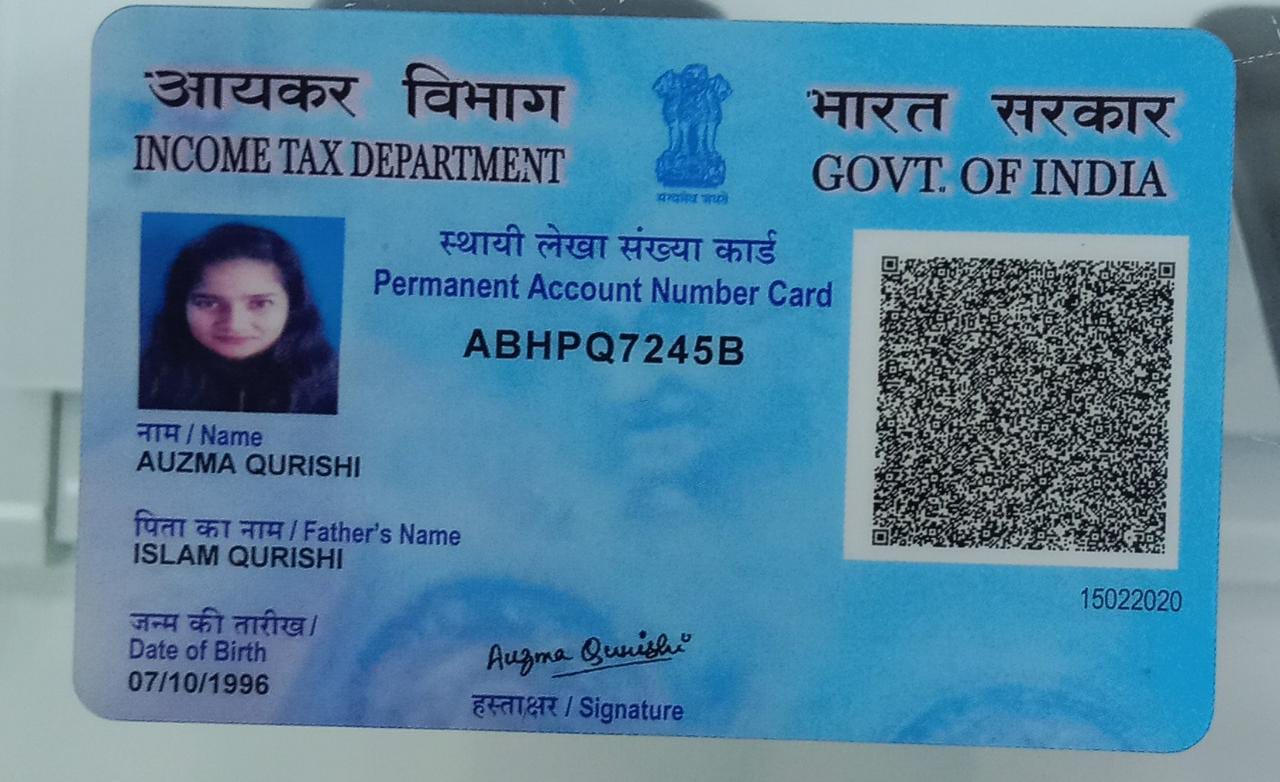 आयकर विभाग
INCOME TAX DEPARTMENT
सत्यमेव जयते
भारत सरकार
GOVT. OF INDIA
स्थायी लेखा संख्या कार्ड
Permanent Account Number Card
ABHPQ7245B
नाम / Name
AUZMA QURISHI
पिता का नाम / Father's Name
ISLAM QURISHI
जन्म की तारीख /
Date of Birth
07/10/1996
Auzma Qurishi
हस्ताक्षर / Signature
15022020